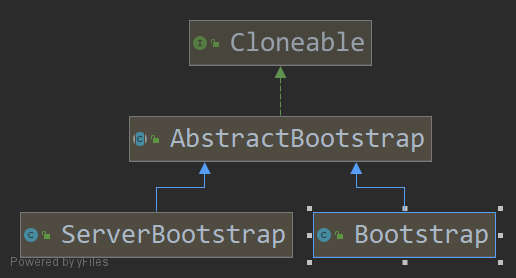 Cloneable
AbstractBootstrap
ServerBootstrap
Bootstrap
Powered by yFiles